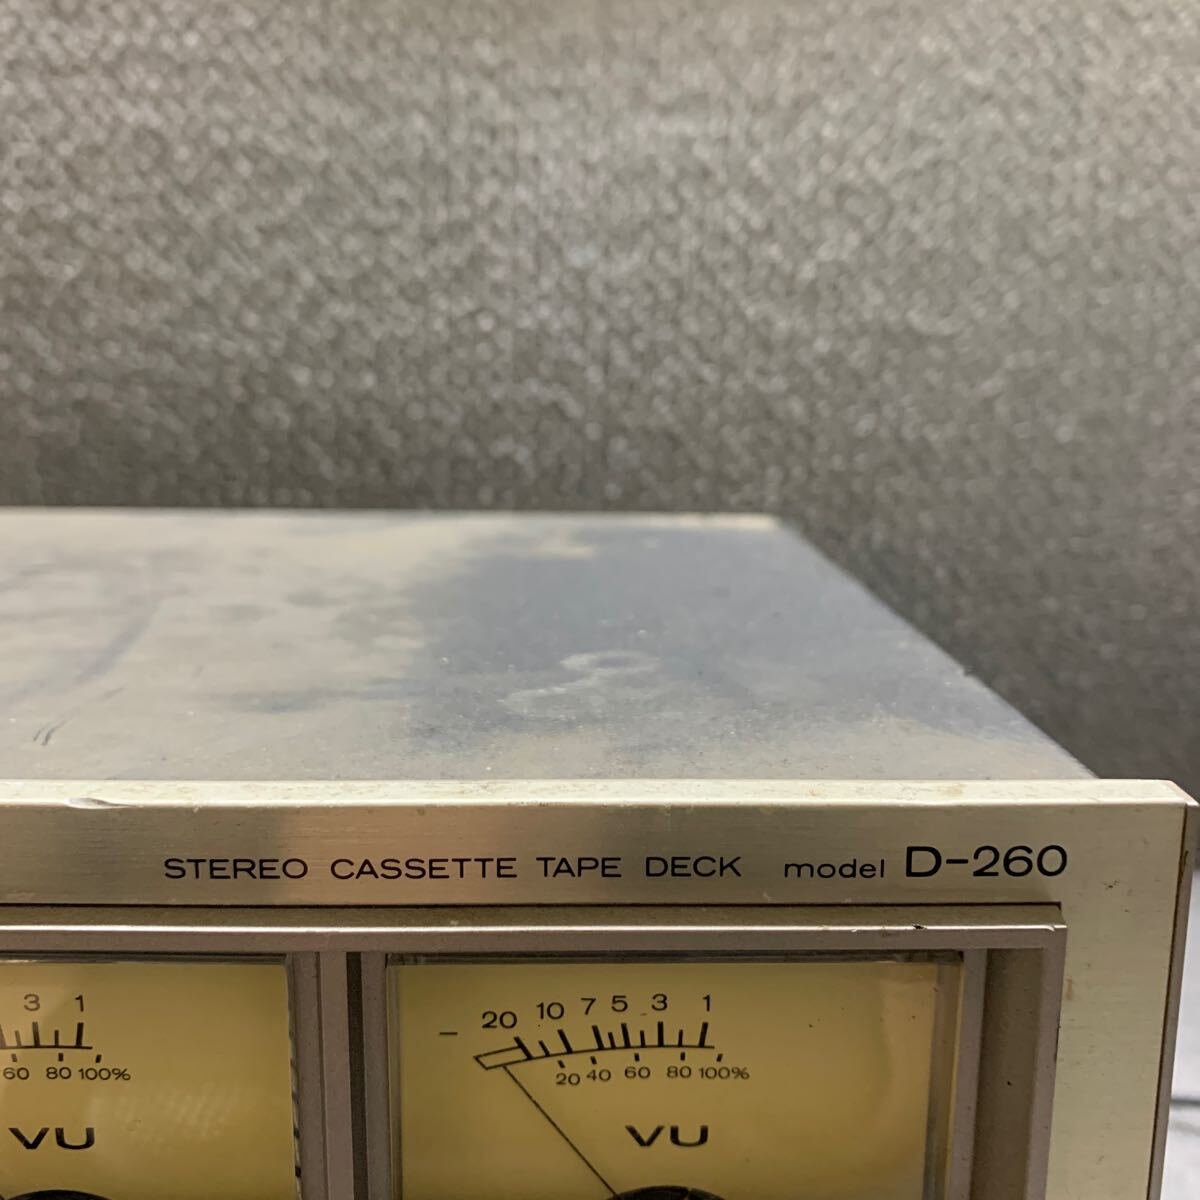 STEREO CASSETTE TAPE DECK model D-260
3 1
60 80 100%
VU
− 20 10 7 5 3 1
20 40 60 80 100%
VU